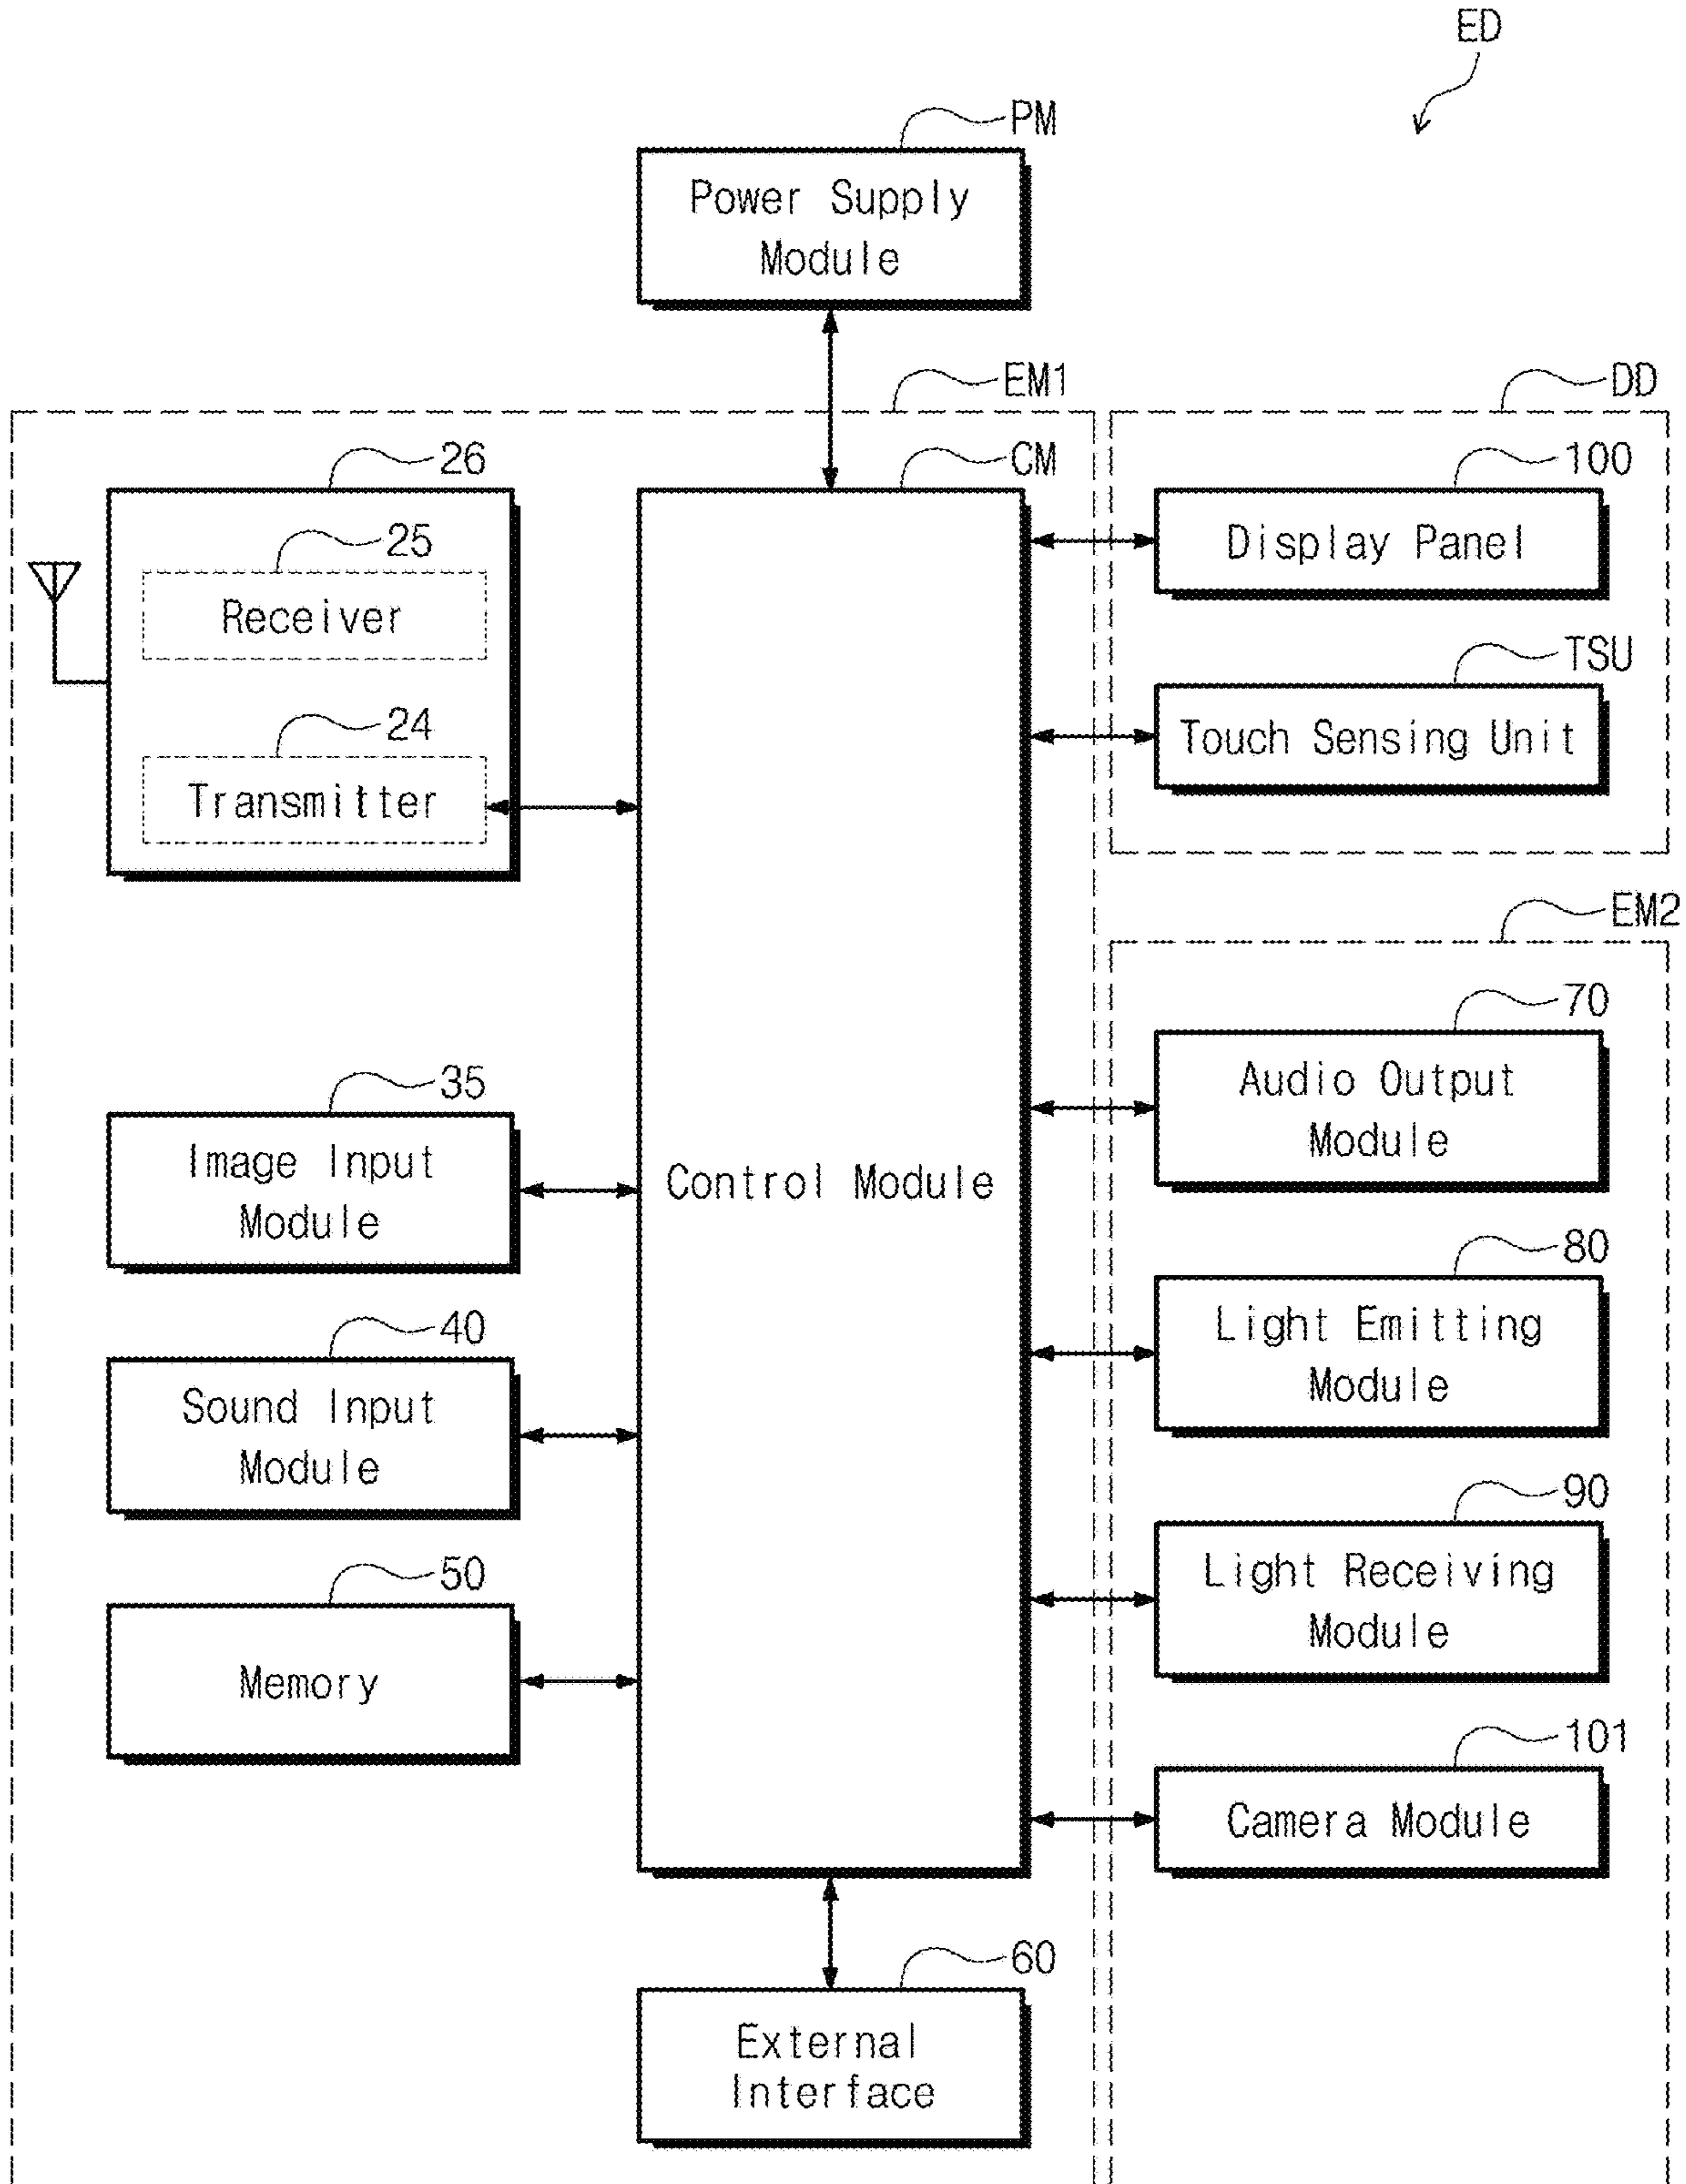 ED
PM
Power Supply
Module
EM1
DD
26
CM
100
25
Receiver
Display Panel
TSU
24
Transmitter
Touch Sensing Unit
EM2
70
Audio Output
Module
35
Image Input
Module
Control Module
80
Light Emitting
Module
40
Sound Input
Module
90
Light Receiving
Module
50
Memory
101
Camera Module
60
External
Interface